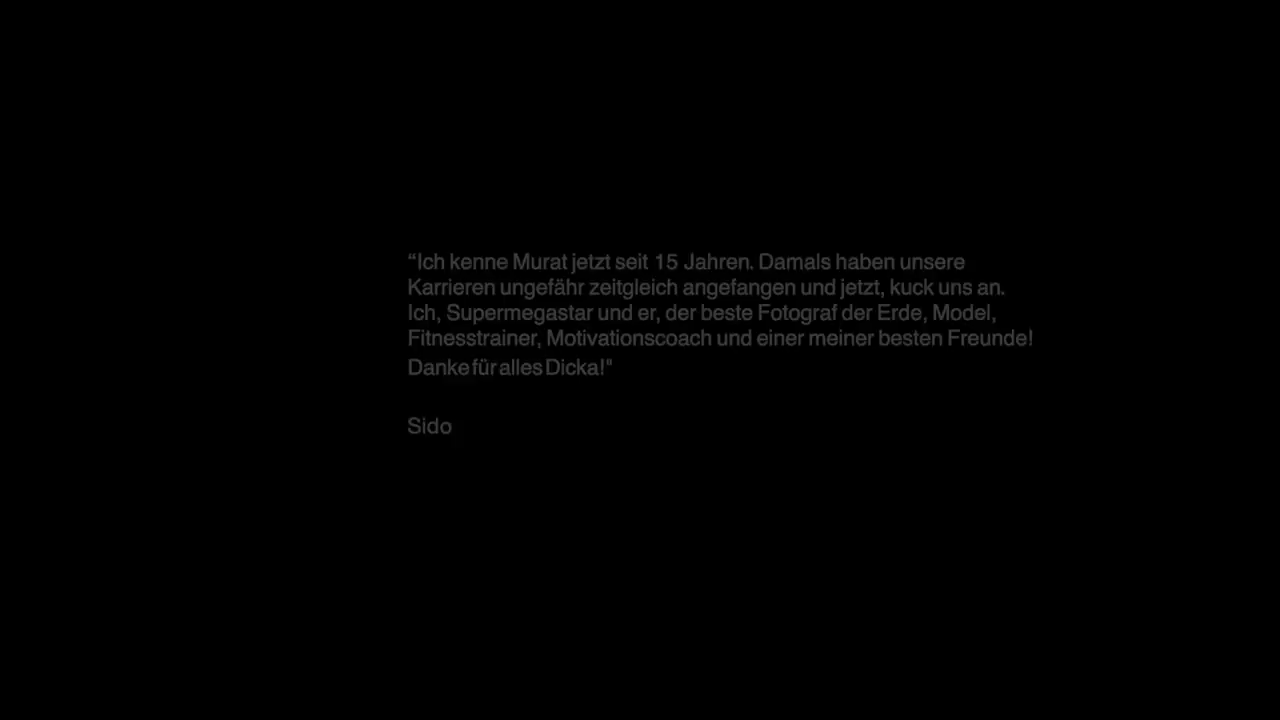 “Ich kenne Murat jetzt seit 15 Jahren. Damals haben unsere
Karrieren ungefähr zeitgleich angefangen und jetzt, kuck uns an.
Ich, Supermegastar und er, der beste Fotograf der Erde, Model,
Fitnesstrainer, Motivationscoach und einer meiner besten Freunde!
Danke für alles Dicka!"
Sido